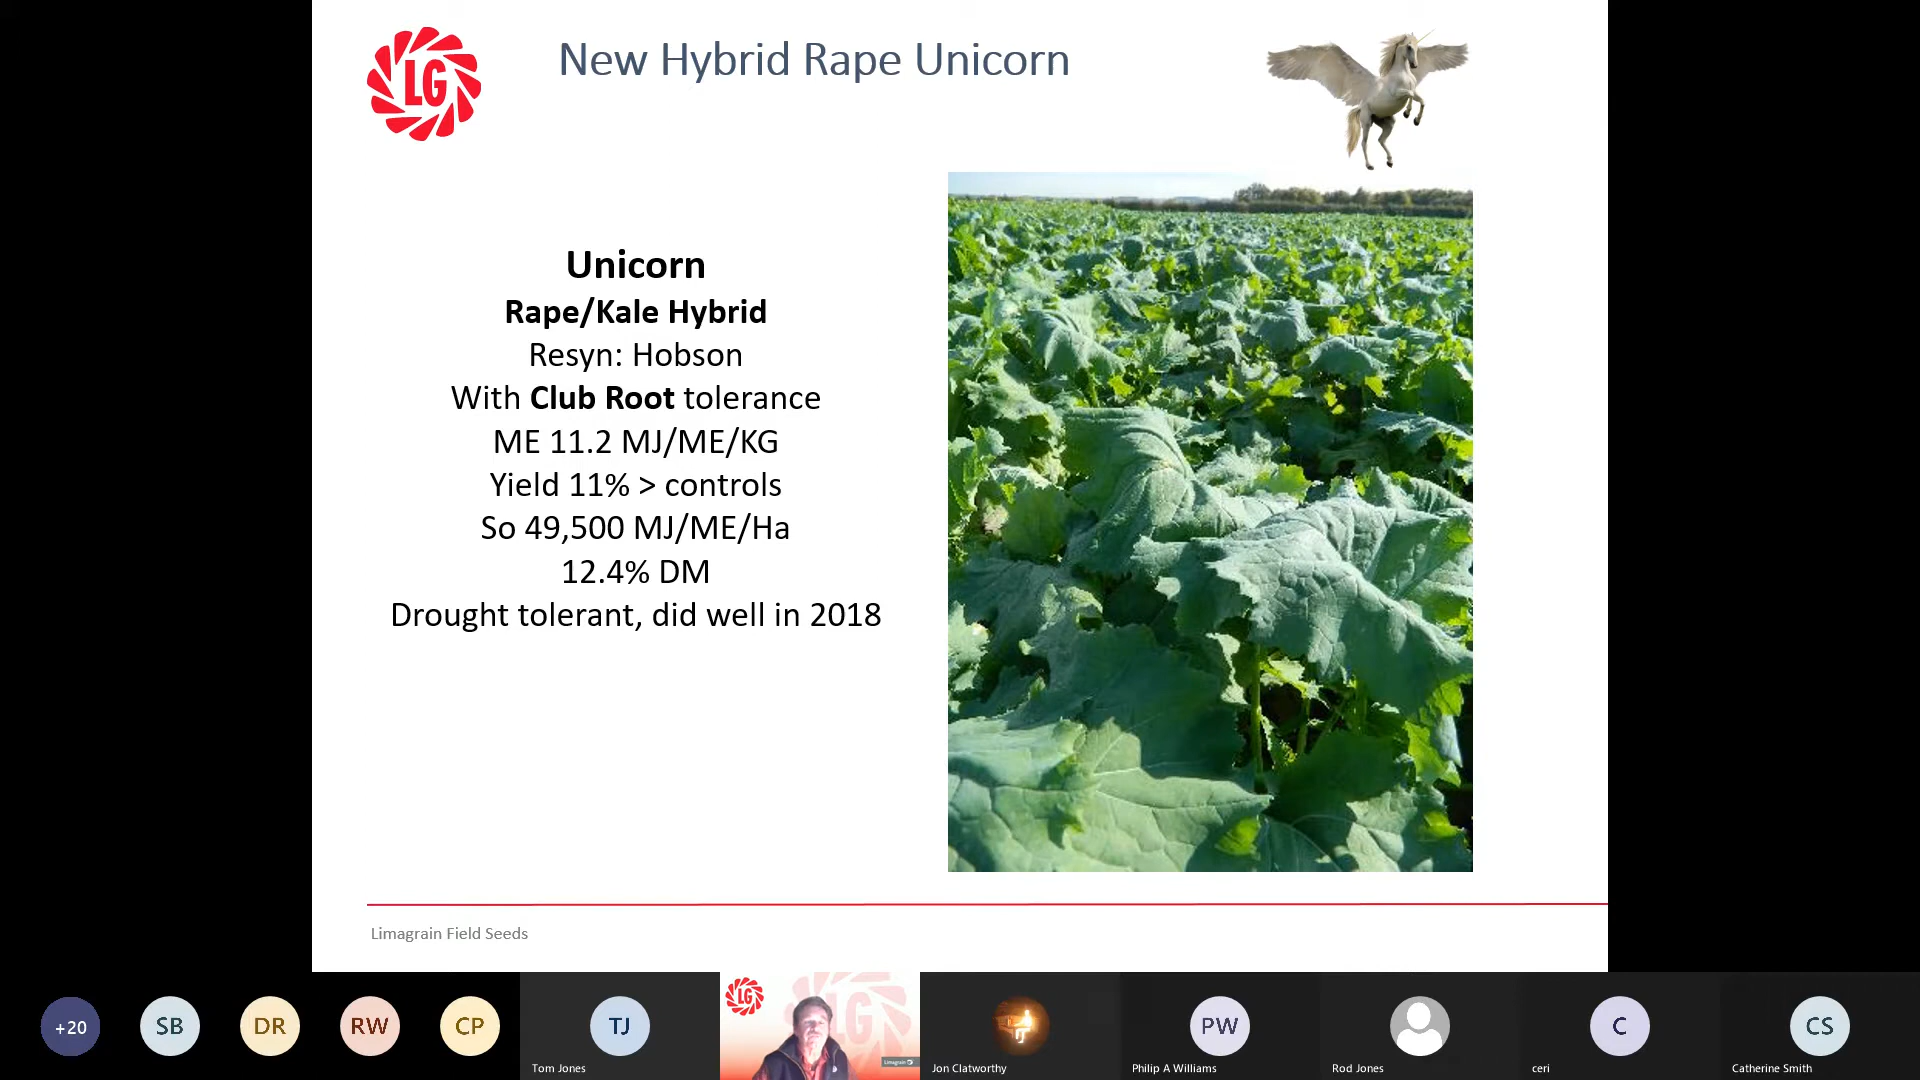 LG
New Hybrid Rape Unicorn
Unicorn
Rape/Kale Hybrid
Resyn: Hobson
With Club Root tolerance
ME 11.2 MJ/ME/KG
Yield 11% > controls
So 49,500 MJ/ME/Ha
12.4% DM
Drought tolerant, did well in 2018
Limagrain Field Seeds
+20
SB
DR
RW
CP
TJ
Tom Jones
LG
LG
Limagrain
Jon Clatworthy
PW
Philip A Williams
Rod Jones
C
ceri
CS
Catherine Smith